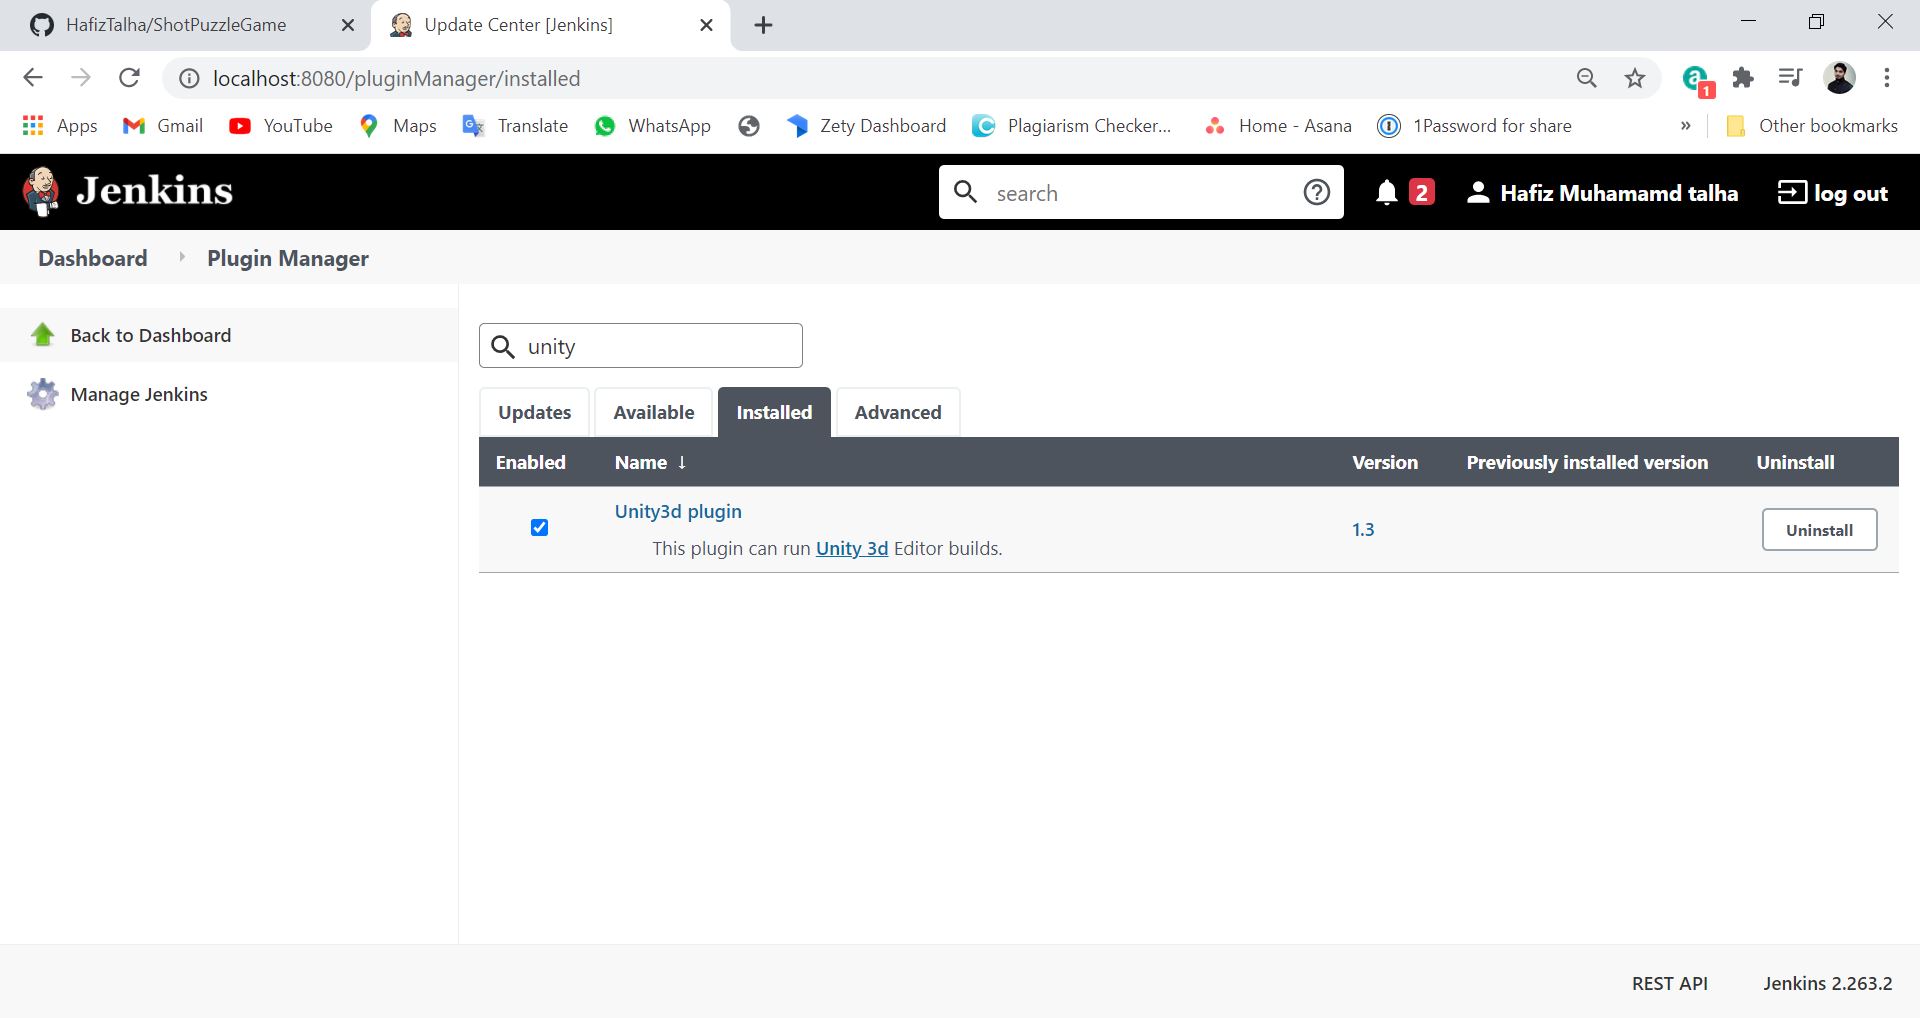 HafizTalha/ShotPuzzleGame
Update Center [Jenkins]
localhost:8080/pluginManager/installed
1
Apps Gmail YouTube Maps Translate WhatsApp Zety Dashboard Plagiarism Checker... Home - Asana 1Password for share » Other bookmarks
Jenkins search 2 Hafiz Muhamamd talha log out
Dashboard Plugin Manager
Back to Dashboard
Manage Jenkins
unity
Updates Available Installed Advanced
Enabled Name ↓ Version Previously installed version Uninstall
Unity3d plugin
This plugin can run Unity 3d Editor builds.
1.3
Uninstall
REST API Jenkins 2.263.2